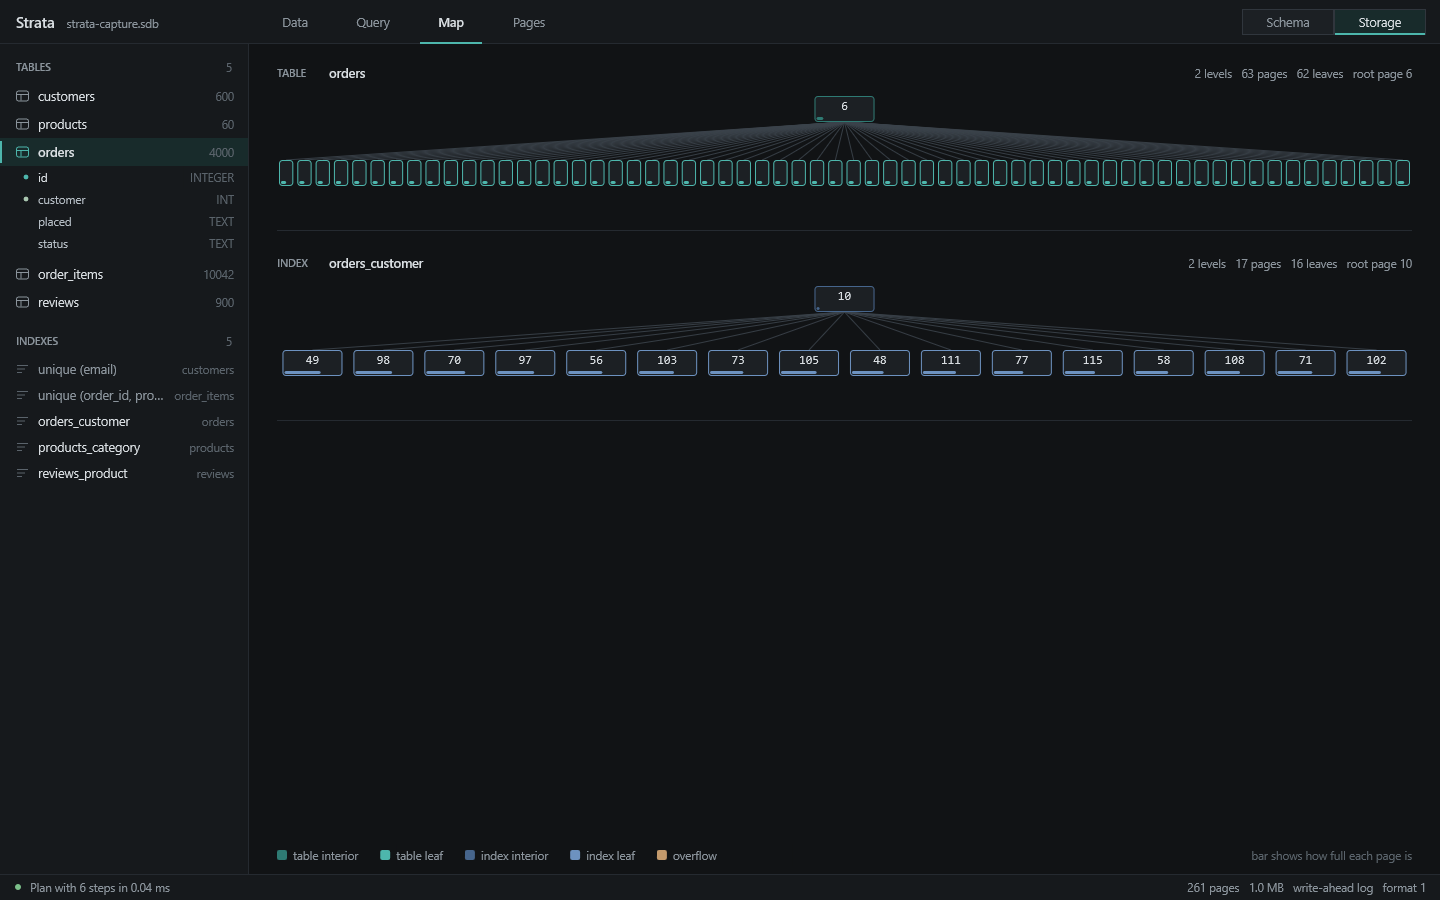 Strata strata-capture.sdb Data Query Map Pages Schema Storage
TABLES 5
customers 600
products 60
orders 4000
id INTEGER
customer INT
placed TEXT
status TEXT
order_items 10042
reviews 900
INDEXES 5
unique (email) customers
unique (order_id, pro... order_items
orders_customer orders
products_category products
reviews_product reviews
TABLE orders 2 levels 63 pages 62 leaves root page 6
6
INDEX orders_customer 2 levels 17 pages 16 leaves root page 10
10
49 98 70 97 56 103 73 105 48 111 77 115 58 108 71 102
table interior table leaf index interior index leaf overflow bar shows how full each page is
Plan with 6 steps in 0.04 ms 261 pages 1.0 MB write-ahead log format 1